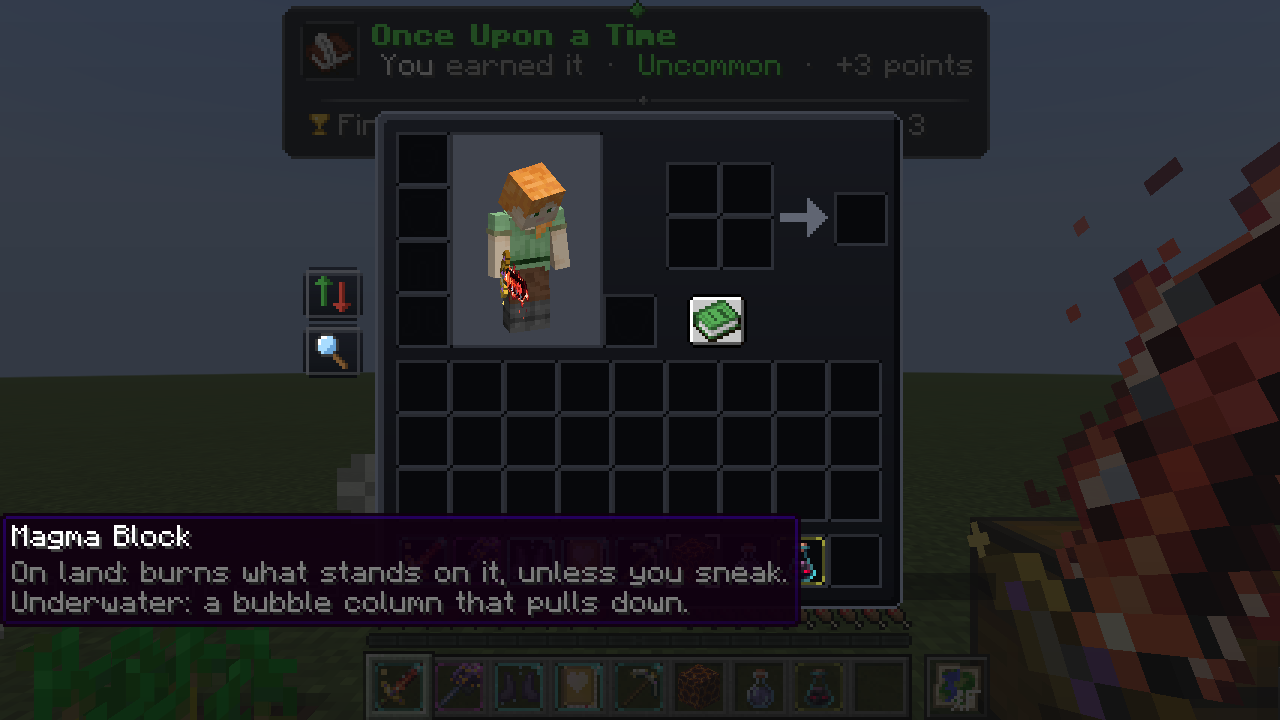 Once Upon a Time
You earned it · Uncommon · +3 points
3
Magma Block
On land: burns what stands on it, unless you sneak.
Underwater: a bubble column that pulls down.